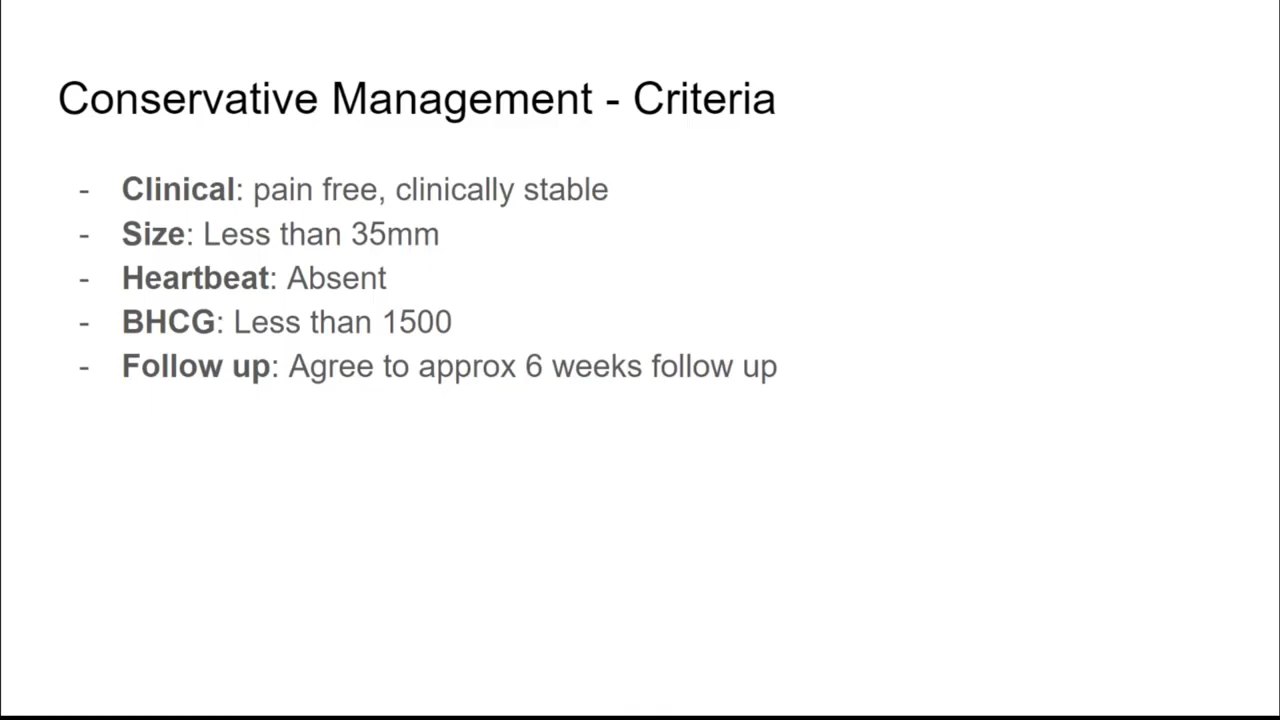 Conservative Management - Criteria
- Clinical: pain free, clinically stable
- Size: Less than 35mm
- Heartbeat: Absent
- BHCG: Less than 1500
- Follow up: Agree to approx 6 weeks follow up